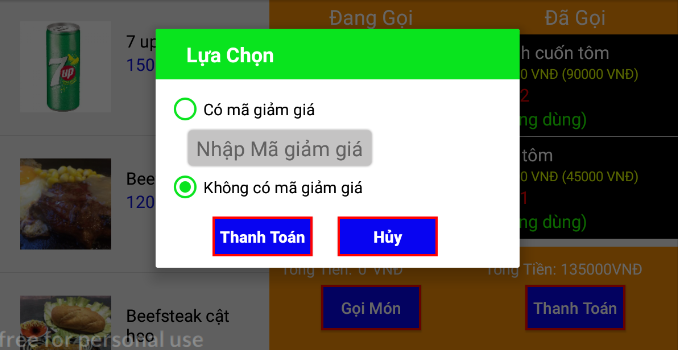 Đang Gọi
Đã Gọi
7 up
150
Lựa Chọn
h cuốn tôm
0 VNĐ (90000 VNĐ)
2
ng dùng)
Có mã giảm giá
Nhập Mã giảm giá
Không có mã giảm giá
Bee
120
tôm
0 VNĐ (45000 VNĐ)
1
ng dùng)
Thanh Toán
Hủy
Tổng Tiền: 0 VNĐ
Tổng Tiền: 135000VNĐ
Gọi Món
Thanh Toán
Beefsteak cật
heo
free for personal use